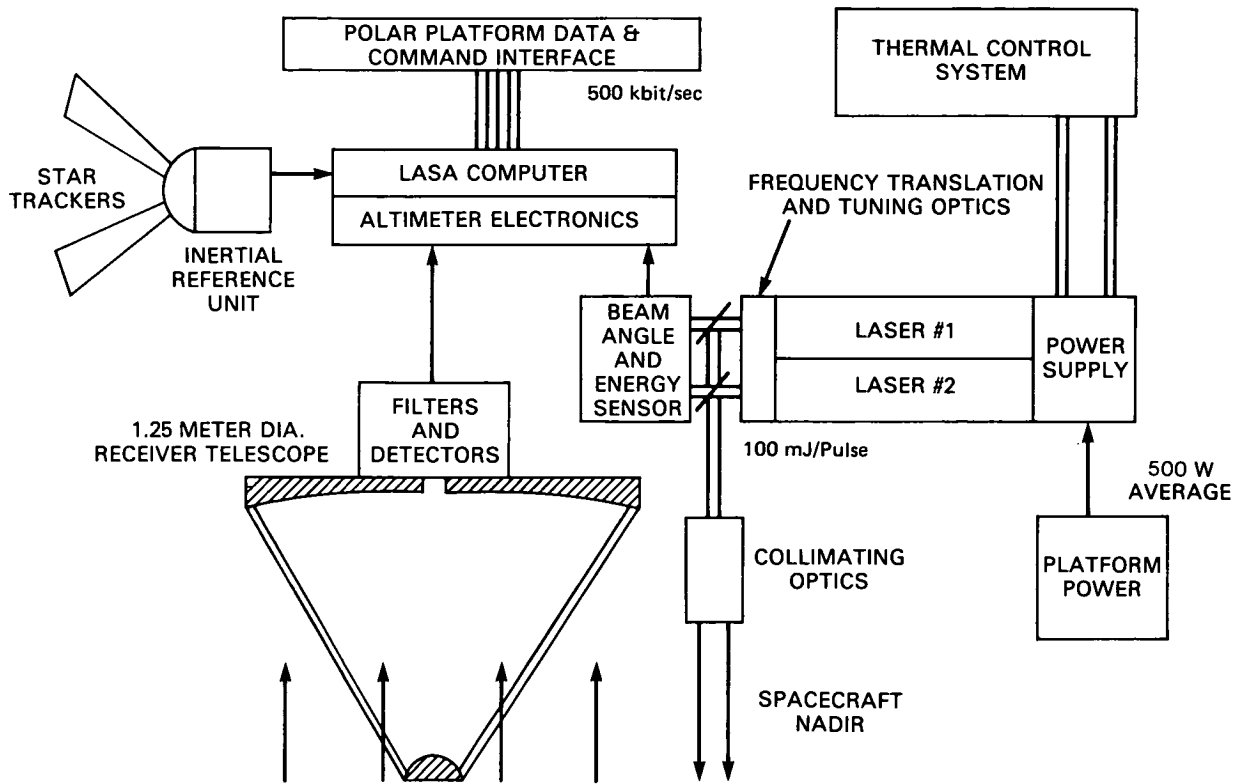 POLAR PLATFORM DATA &
COMMAND INTERFACE
500 kbit/sec
THERMAL CONTROL
SYSTEM
STAR
TRACKERS
LASA COMPUTER
ALTIMETER ELECTRONICS
INERTIAL
REFERENCE
UNIT
FREQUENCY TRANSLATION
AND TUNING OPTICS
BEAM
ANGLE
AND
ENERGY
SENSOR
LASER #1
LASER #2
POWER
SUPPLY
100 mJ/Pulse
1.25 METER DIA.
RECEIVER TELESCOPE
FILTERS
AND
DETECTORS
500 W
AVERAGE
PLATFORM
POWER
COLLIMATING
OPTICS
SPACECRAFT
NADIR